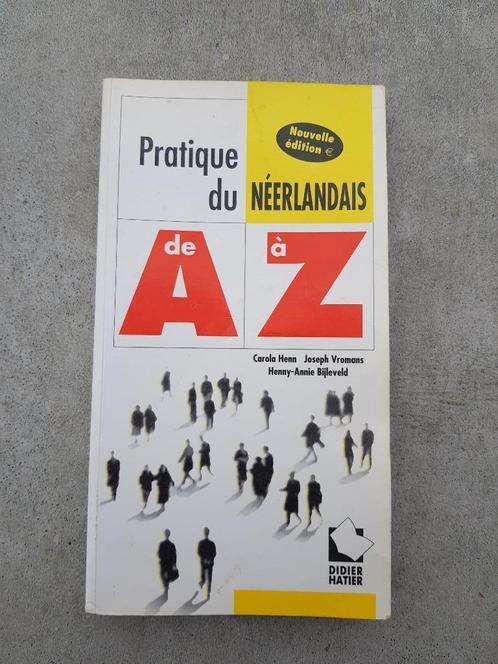 Nouvelle
édition €
Pratique
du NÉERLANDAIS
de à
A Z
Carola Henn Joseph Vromans
Henny-Annie Bijleveld
DIDIER
HATIER